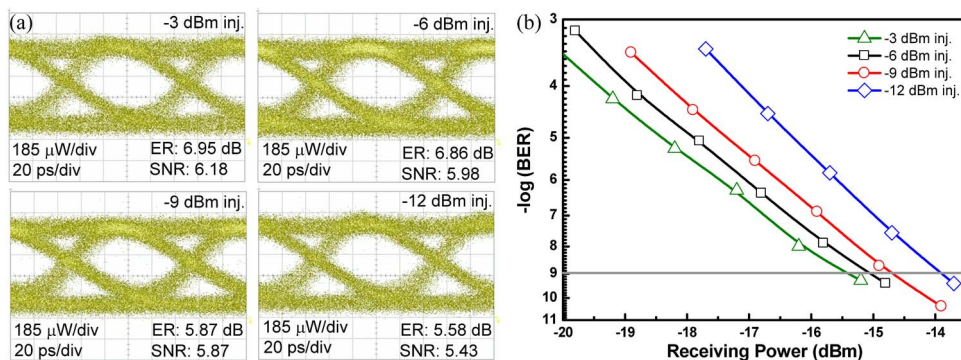 (a)
-3 dBm inj.
185 μW/div
20 ps/div
ER: 6.95 dB
SNR: 6.18
-6 dBm inj.
185 μW/div
20 ps/div
ER: 6.86 dB
SNR: 5.98
-9 dBm inj.
185 μW/div
20 ps/div
ER: 5.87 dB
SNR: 5.87
-12 dBm inj.
185 μW/div
20 ps/div
ER: 5.58 dB
SNR: 5.43
(b)
-3 dBm inj.
-6 dBm inj.
-9 dBm inj.
-12 dBm inj.
-log (BER)
3
4
5
6
7
8
9
10
11
-20 -19 -18 -17 -16 -15 -14
Receiving Power (dBm)